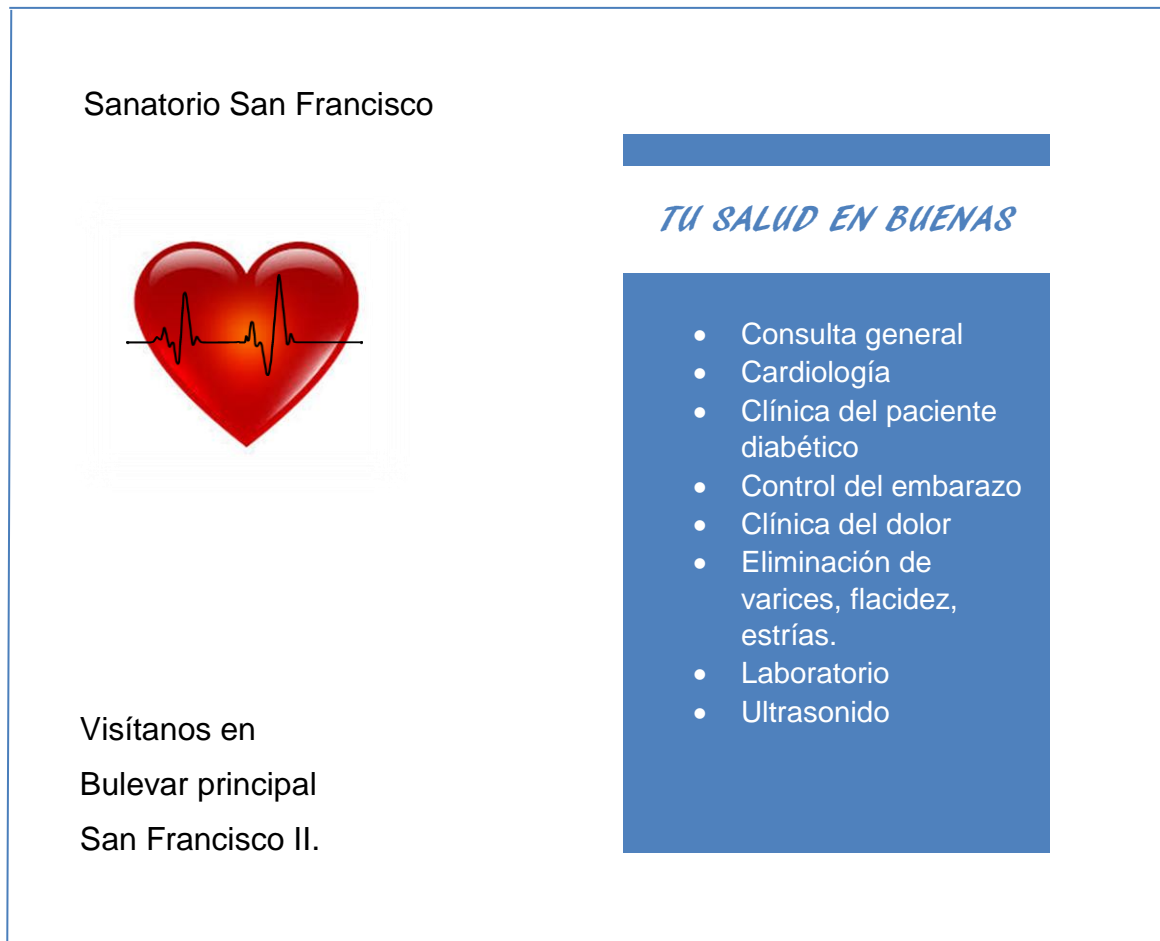 Sanatorio San Francisco
TU SALUD EN BUENAS
• Consulta general
• Cardiología
• Clínica del paciente
diabético
• Control del embarazo
• Clínica del dolor
• Eliminación de
varices, flacidez,
estrías.
• Laboratorio
• Ultrasonido
Visítanos en
Bulevar principal
San Francisco II.